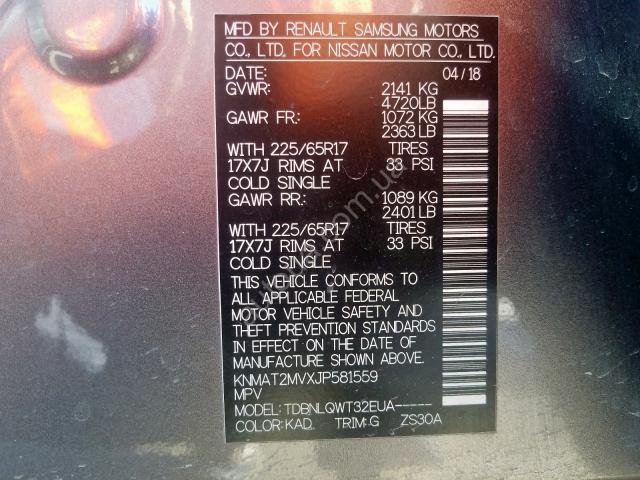 MFD BY RENAULT SAMSUNG MOTORS
CO., LTD, FOR NISSAN MOTOR CO., LTD.
DATE: 04/18
GVWR: 2141 KG
4720LB
GAWR FR.: 1072 KG
2363 LB
WITH 225/65R17 TIRES
17X7J RIMS AT 33 PSI
COLD SINGLE
GAWR RR.: 1089 KG
2401 LB
WITH 225/65R17 TIRES
17X7J RIMS AT 33 PSI
COLD SINGLE
THIS VEHICLE CONFORMS TO
ALL APPLICABLE FEDERAL
MOTOR VEHICLE SAFETY AND
THEFT PREVENTION STANDARDS
IN EFFECT ON THE DATE OF
MANUFACTURE SHOWN ABOVE.
KNMAT2MVXJP581559
MPV
MODEL: TDBNLQWT32EUA-----
COLOR: KAD TRIM: G ZS30A